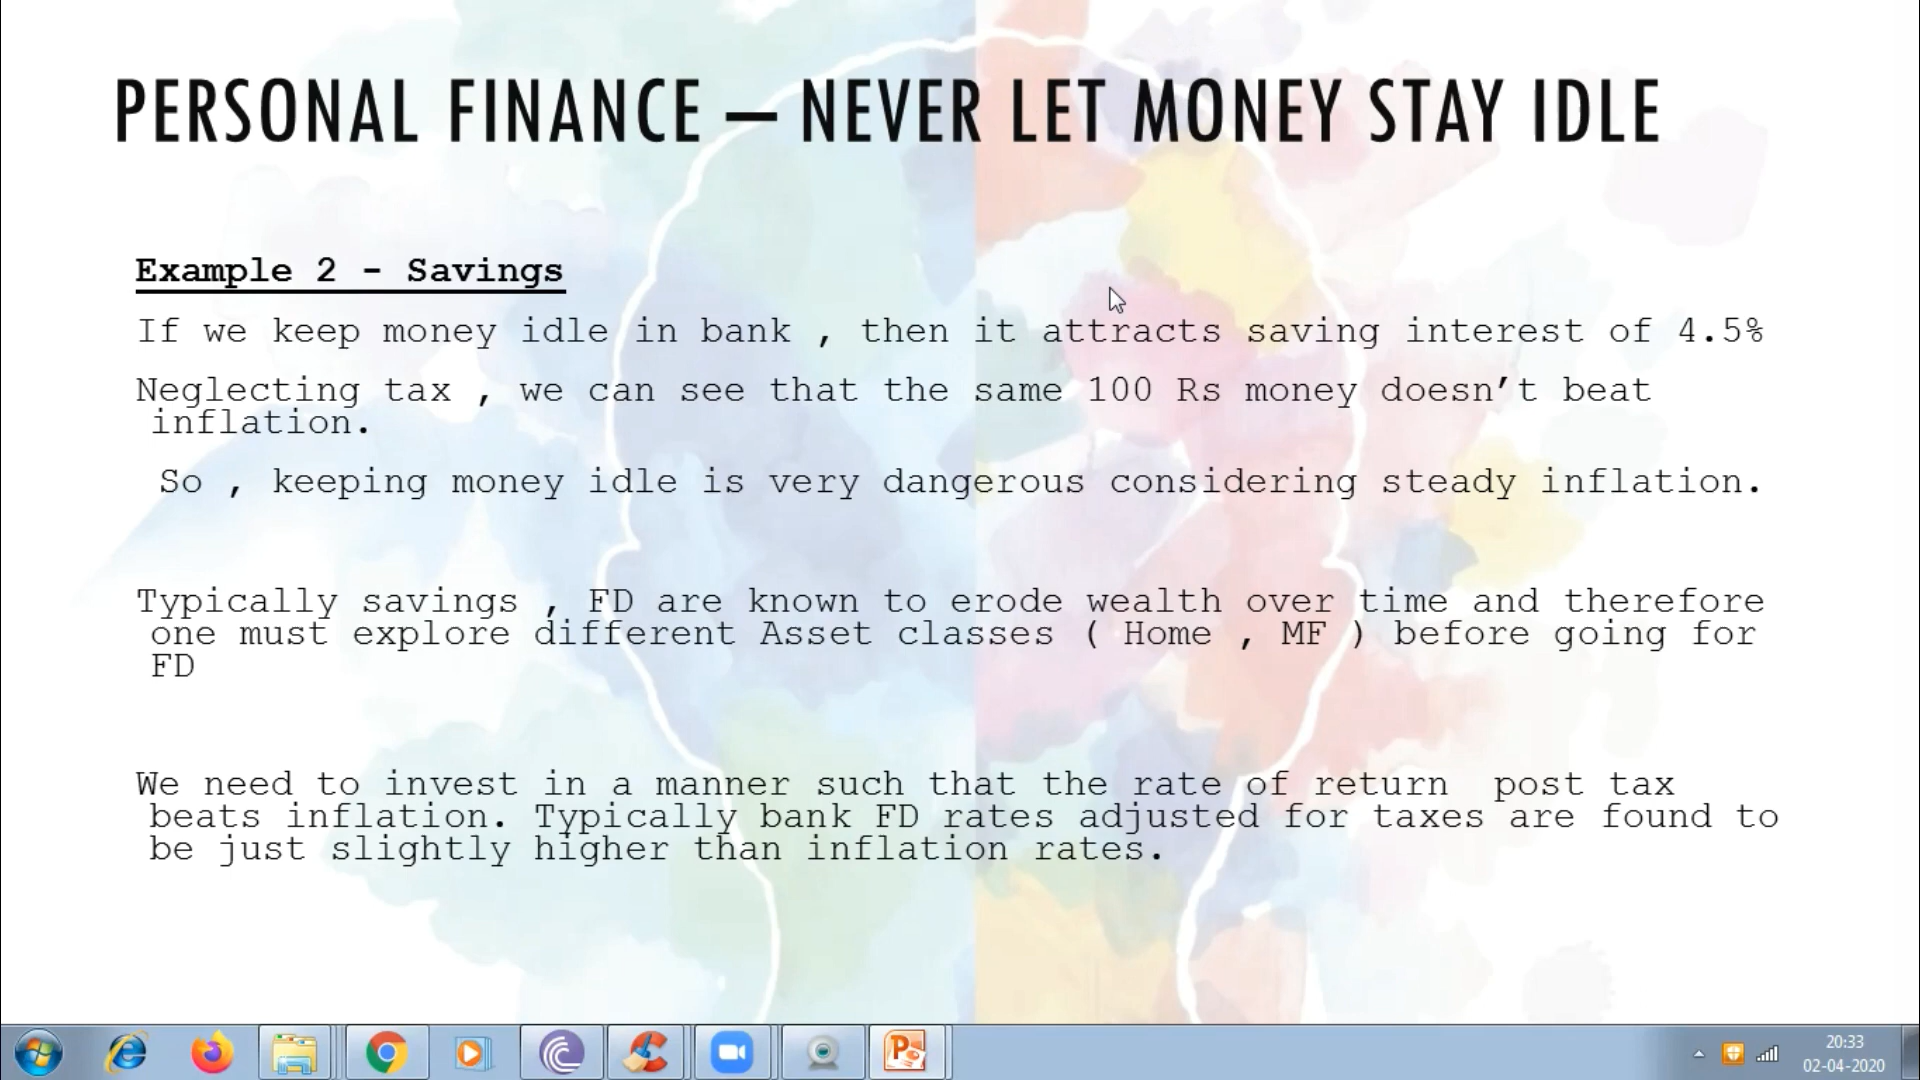 PERSONAL FINANCE – NEVER LET MONEY STAY IDLE
Example 2 - Savings
If we keep money idle in bank , then it attracts saving interest of 4.5%
Neglecting tax , we can see that the same 100 Rs money doesn’t beat
inflation.
So , keeping money idle is very dangerous considering steady inflation.
Typically savings , FD are known to erode wealth over time and therefore
one must explore different Asset classes ( Home , MF ) before going for
FD
We need to invest in a manner such that the rate of return  post tax
beats inflation. Typically bank FD rates adjusted for taxes are found to
be just slightly higher than inflation rates.
20:33
02-04-2020